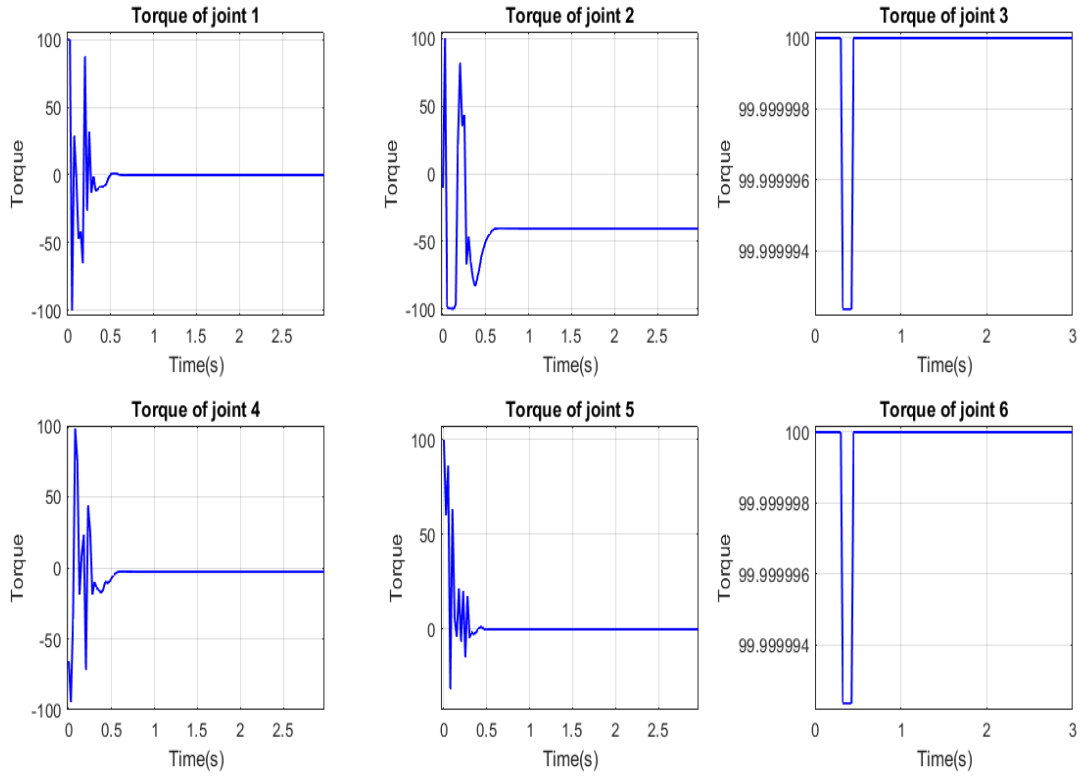 Torque of joint 1
Torque
100
50
0
-50
-100
0 0.5 1 1.5 2 2.5
Time(s)
Torque of joint 2
Torque
100
50
0
-50
-100
0 0.5 1 1.5 2 2.5
Time(s)
Torque of joint 3
Torque
100
99.999998
99.999996
99.999994
0 1 2 3
Time(s)
Torque of joint 4
Torque
100
50
0
-50
-100
0 0.5 1 1.5 2 2.5
Time(s)
Torque of joint 5
Torque
100
50
0
0 0.5 1 1.5 2 2.5
Time(s)
Torque of joint 6
Torque
100
99.999998
99.999996
99.999994
0 1 2 3
Time(s)